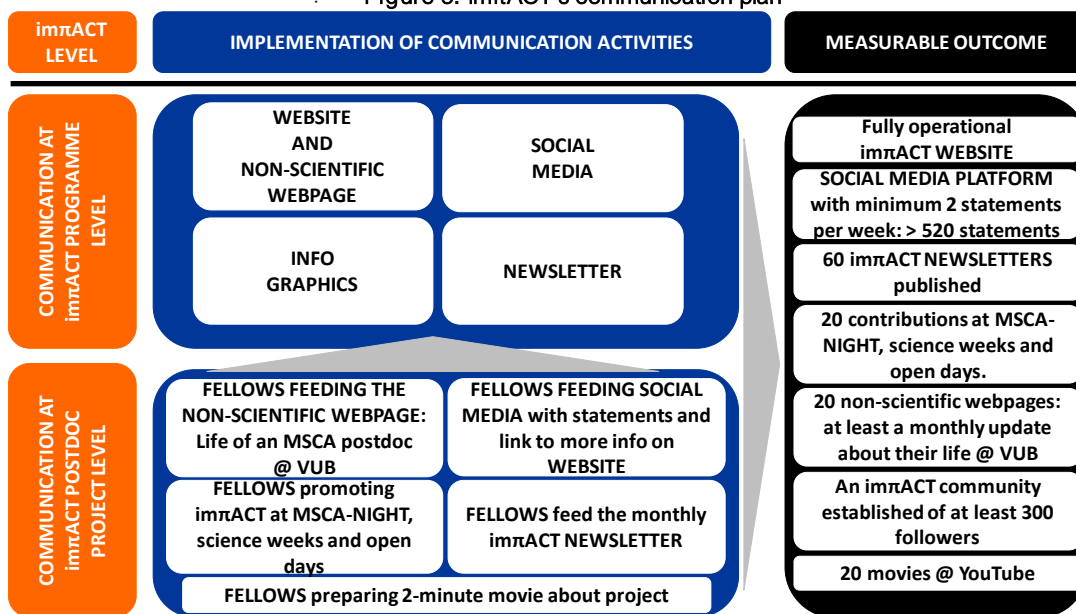 Figure 3: imπACT's communication plan
imπACT
LEVEL
IMPLEMENTATION OF COMMUNICATION ACTIVITIES
MEASURABLE OUTCOME
COMMUNICATION AT
imπACT PROGRAMME
LEVEL
WEBSITE
AND
NON-SCIENTIFIC
WEBPAGE
SOCIAL
MEDIA
INFO
GRAPHICS
NEWSLETTER
COMMUNICATION AT
imπACT POSTDOC
PROJECT LEVEL
FELLOWS FEEDING THE
NON-SCIENTIFIC WEBPAGE:
Life of an MSCA postdoc
@ VUB
FELLOWS FEEDING SOCIAL
MEDIA with statements and
link to more info on
WEBSITE
FELLOWS promoting
imπACT at MSCA-NIGHT,
science weeks and open
days
FELLOWS feed the monthly
imπACT NEWSLETTER
FELLOWS preparing 2-minute movie about project
Fully operational
imπACT WEBSITE
SOCIAL MEDIA PLATFORM
with minimum 2 statements
per week: > 520 statements
60 imπACT NEWSLETTERS
published
20 contributions at MSCA-
NIGHT, science weeks and
open days.
20 non-scientific webpages:
at least a monthly update
about their life @ VUB
An imπACT community
established of at least 300
followers
20 movies @ YouTube